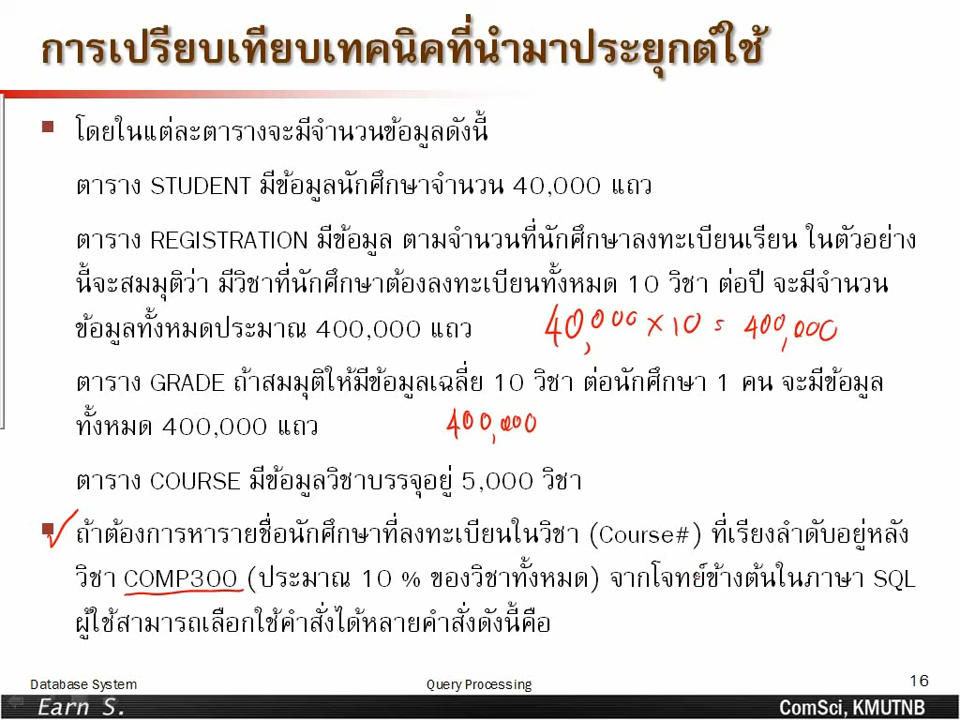 การเปรียบเทียบเทคนิคที่นำมาประยุกต์ใช้
โดยในแต่ละตารางจะมีจำนวนข้อมูลดังนี้
ตาราง STUDENT มีข้อมูลนักศึกษาจำนวน 40,000 แถว
ตาราง REGISTRATION มีข้อมูล ตามจำนวนที่นักศึกษาลงทะเบียนเรียน ในตัวอย่าง
นี้จะสมมุติว่า มีวิชาที่นักศึกษาต้องลงทะเบียนทั้งหมด 10 วิชา ต่อปี จะมีจำนวน
ข้อมูลทั้งหมดประมาณ 400,000 แถว 40,000 x 10 = 400,000
ตาราง GRADE ถ้าสมมุติให้มีข้อมูลเฉลี่ย 10 วิชา ต่อนักศึกษา 1 คน จะมีข้อมูล
ทั้งหมด 400,000 แถว 400,000
ตาราง COURSE มีข้อมูลวิชาบรรจุอยู่ 5,000 วิชา
ถ้าต้องการหารายชื่อนักศึกษาที่ลงทะเบียนในวิชา (Course#) ที่เรียงลำดับอยู่หลัง
วิชา COMP300 (ประมาณ 10 % ของวิชาทั้งหมด) จากโจทย์ข้างต้นในภาษา SQL
ผู้ใช้สามารถเลือกใช้คำสั่งได้หลายคำสั่งดังนี้คือ
Database System Query Processing 16
Earn S. ComSci, KMUTNB